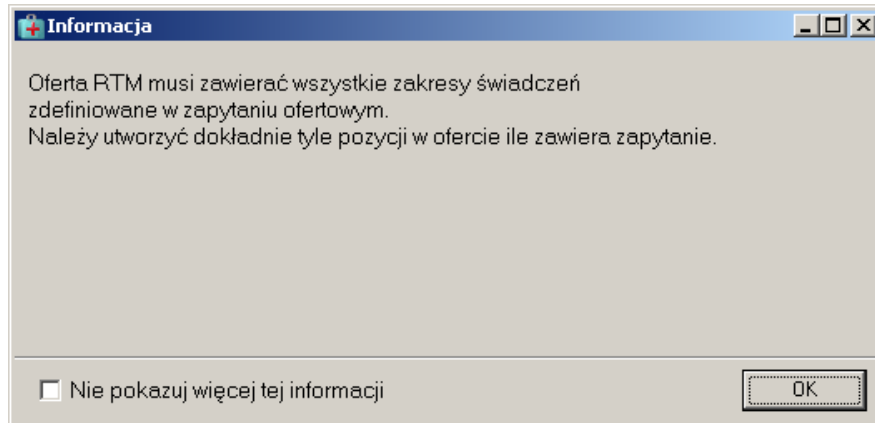 Informacja
Oferta RTM musi zawierać wszystkie zakresy świadczeń
zdefiniowane w zapytaniu ofertowym.
Należy utworzyć dokładnie tyle pozycji w ofercie ile zawiera zapytanie.
Nie pokazuj więcej tej informacji
OK